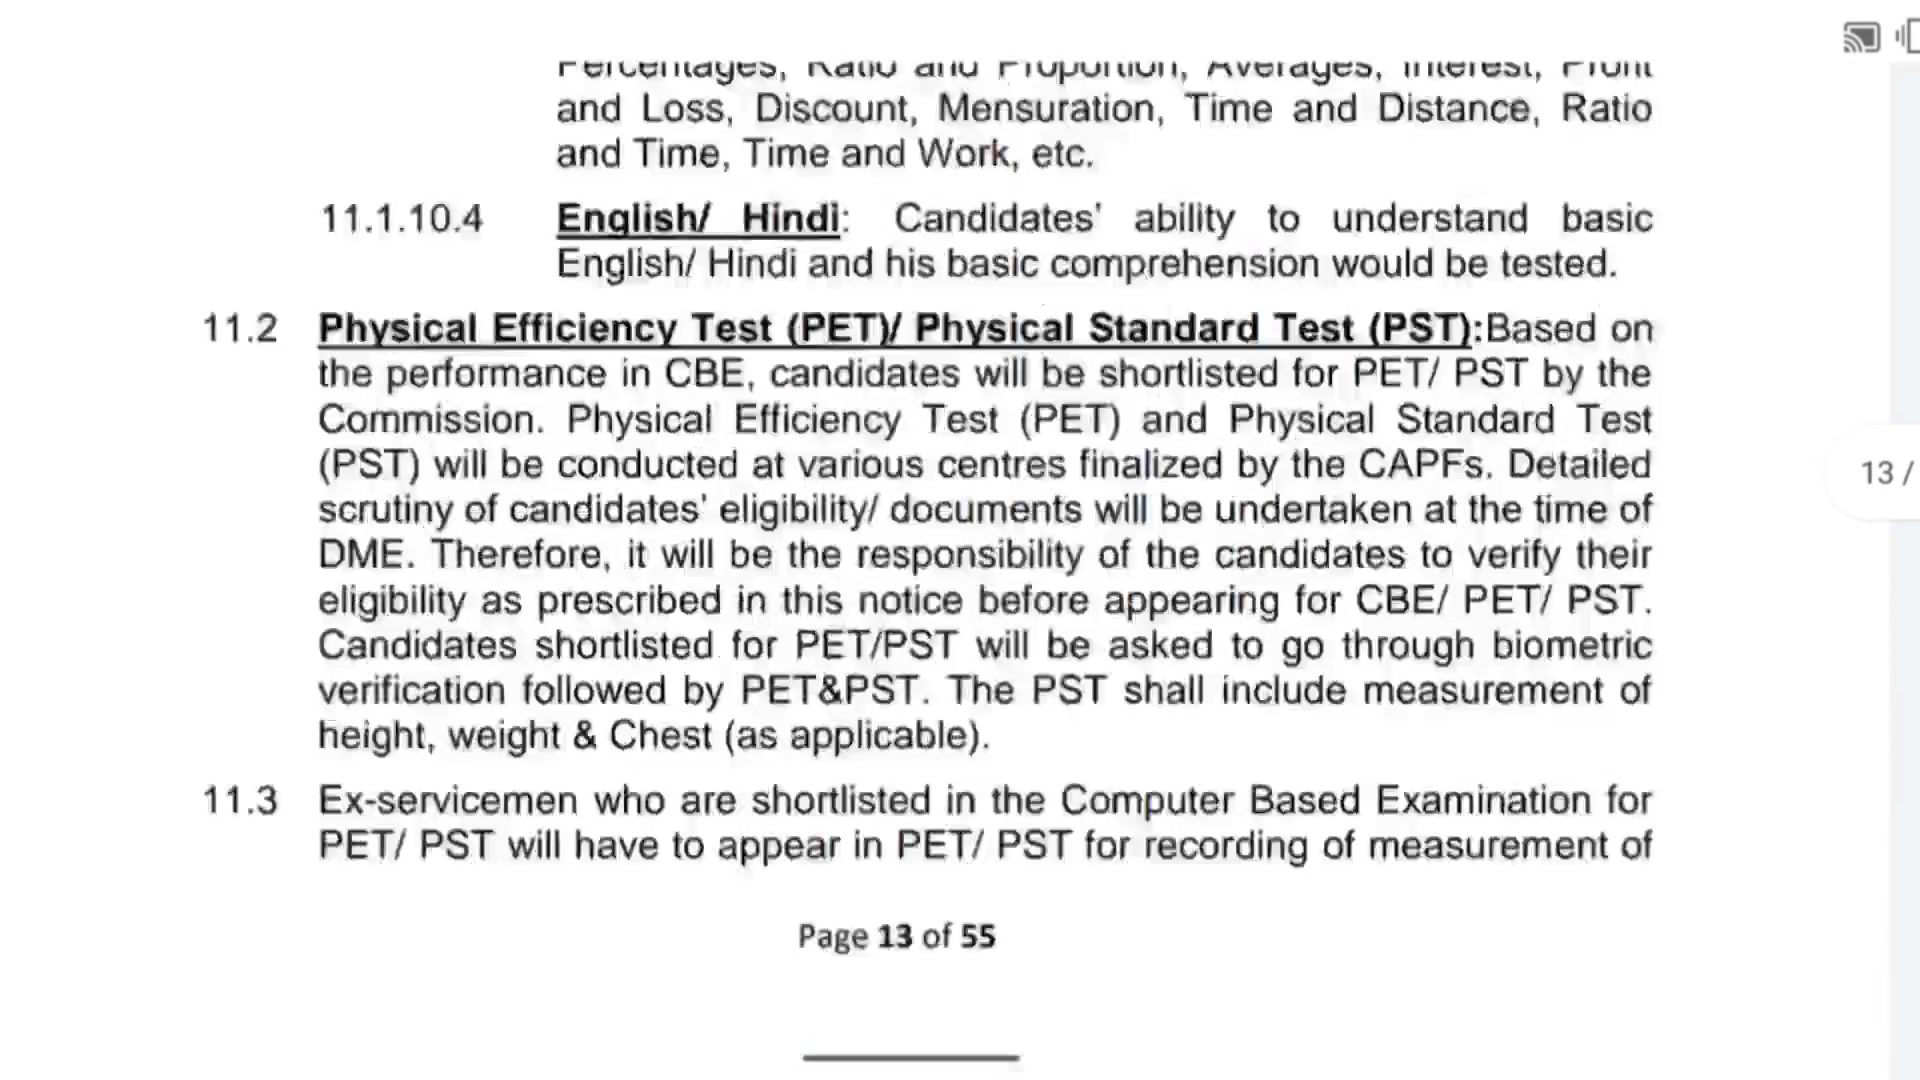 Percentages, Ratio and Proportion, Averages, Interest, Profit
and Loss, Discount, Mensuration, Time and Distance, Ratio
and Time, Time and Work, etc.
11.1.10.4 English/ Hindi: Candidates' ability to understand basic
English/ Hindi and his basic comprehension would be tested.
11.2 Physical Efficiency Test (PET)/ Physical Standard Test (PST):Based on
the performance in CBE, candidates will be shortlisted for PET/ PST by the
Commission. Physical Efficiency Test (PET) and Physical Standard Test
(PST) will be conducted at various centres finalized by the CAPFs. Detailed
scrutiny of candidates' eligibility/ documents will be undertaken at the time of
DME. Therefore, it will be the responsibility of the candidates to verify their
eligibility as prescribed in this notice before appearing for CBE/ PET/ PST.
Candidates shortlisted for PET/PST will be asked to go through biometric
verification followed by PET&PST. The PST shall include measurement of
height, weight & Chest (as applicable).
11.3 Ex-servicemen who are shortlisted in the Computer Based Examination for
PET/ PST will have to appear in PET/ PST for recording of measurement of
Page 13 of 55
13 /